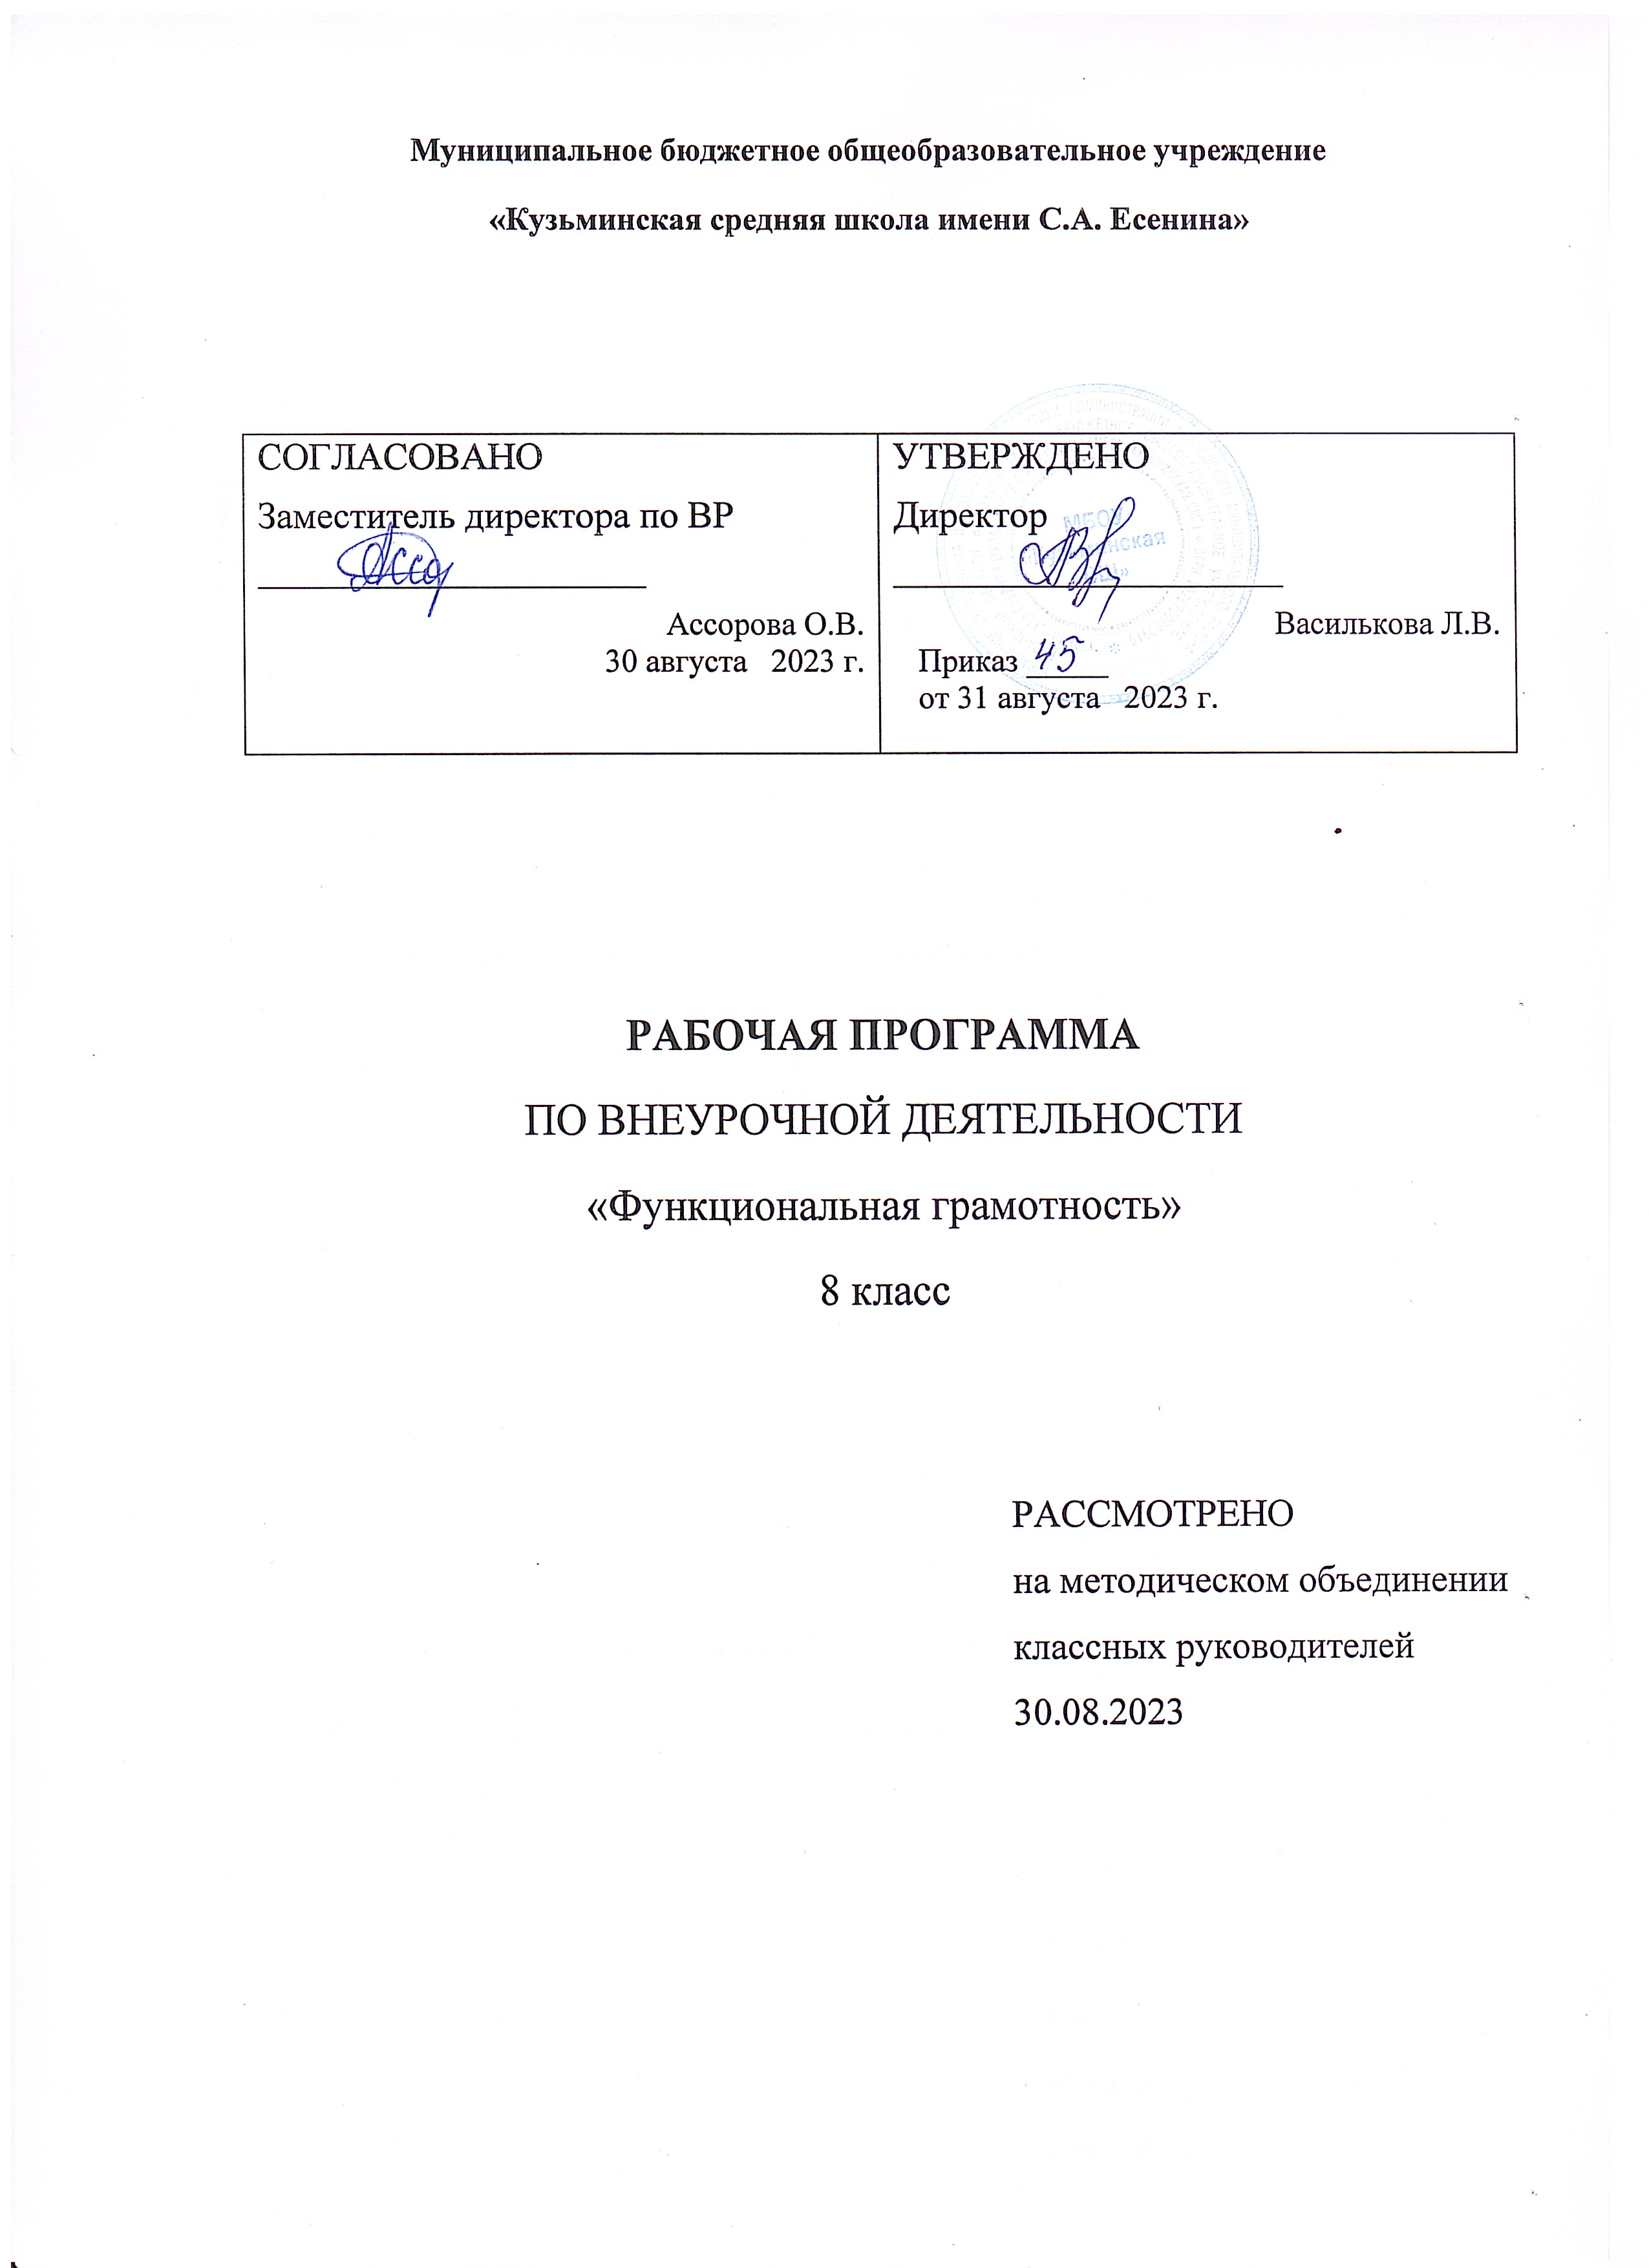 Муниципальное бюджетное общеобразовательное учреждение
«Кузьминская средняя школа имени С.А. Есенина»
СОГЛАСОВАНО
Заместитель директора по ВР
Ассорова О.В.
30 августа 2023 г.
УТВЕРЖДЕНО
Директор
МБОУ
Василькова Л.В.
Приказ 45
от 31 августа 2023 г.
РАБОЧАЯ ПРОГРАММА
ПО ВНЕУРОЧНОЙ ДЕЯТЕЛЬНОСТИ
«Функциональная грамотность»
8 класс
РАССМОТРЕНО
на методическом объединении
классных руководителей
30.08.2023